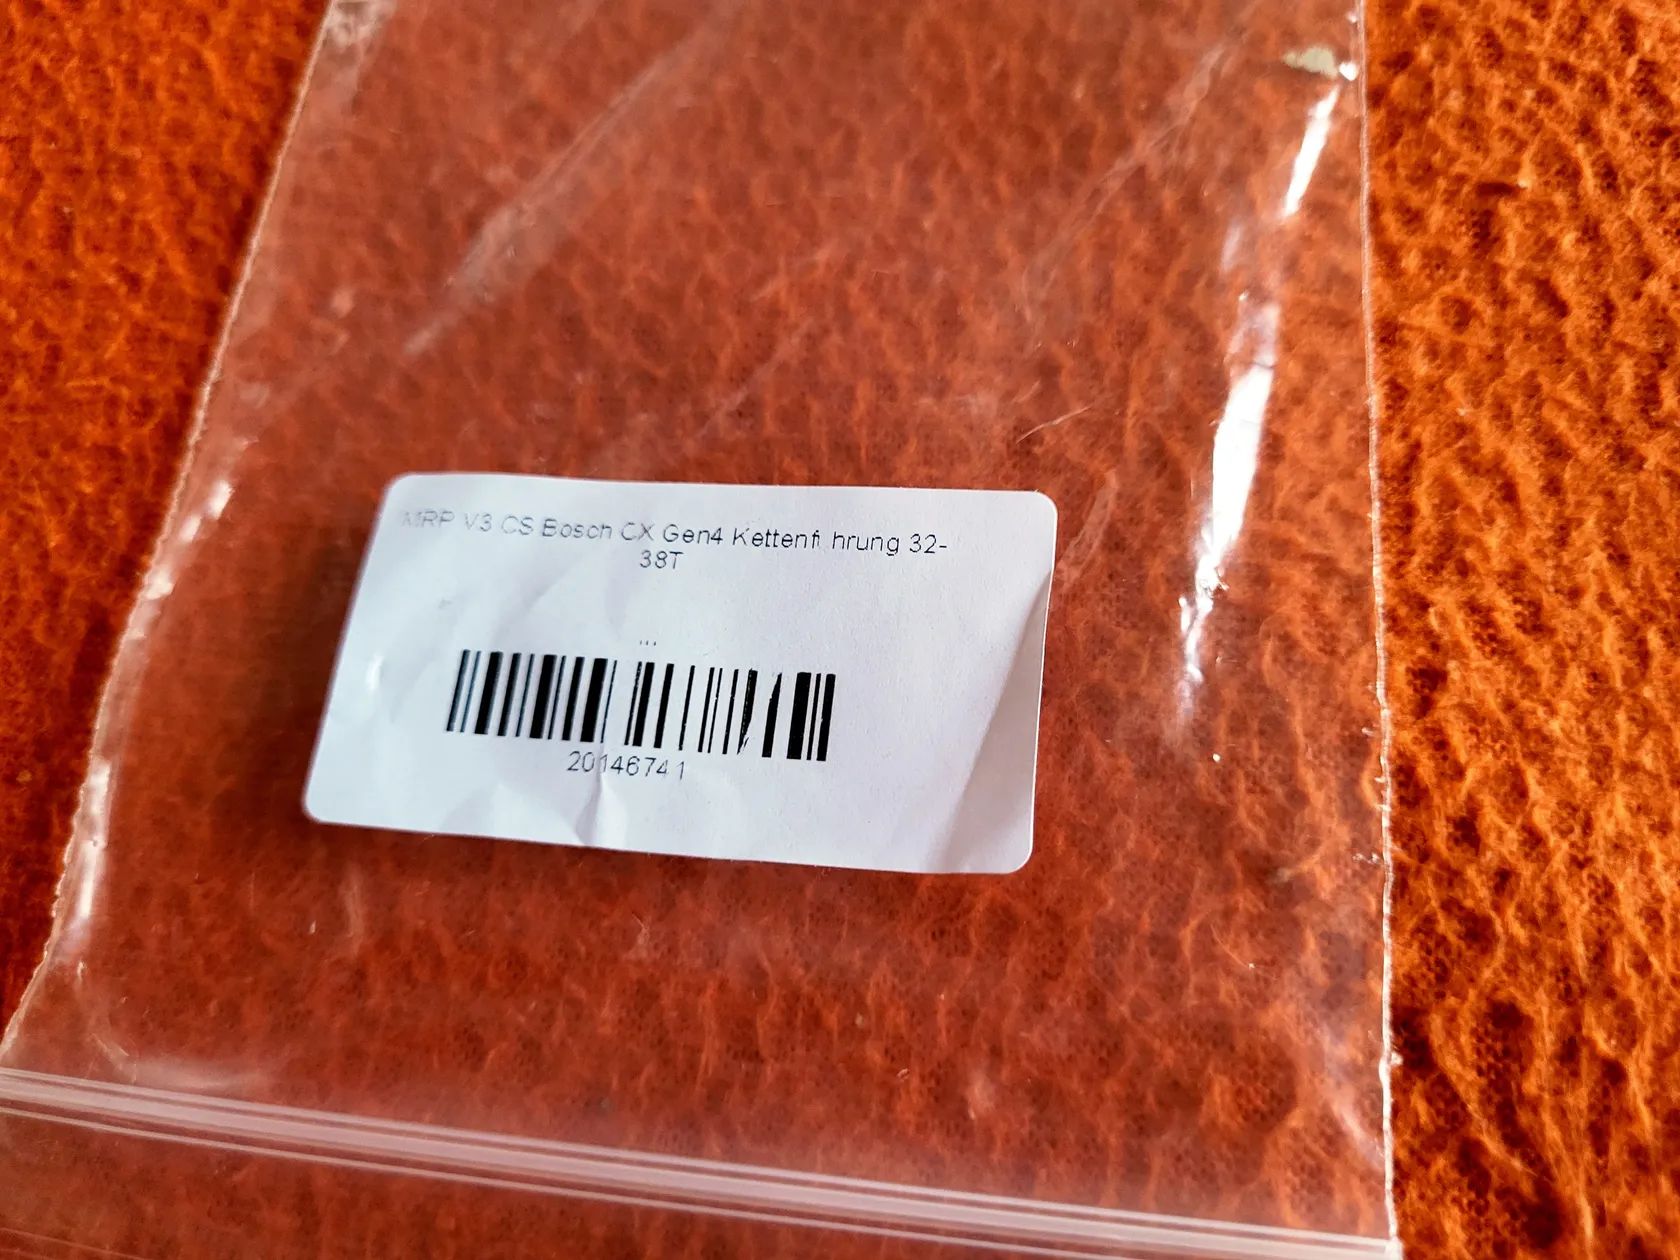 MRP V3 CS Bosch CX Gen4 Kettenf hrung 32-
38T
...
20146741